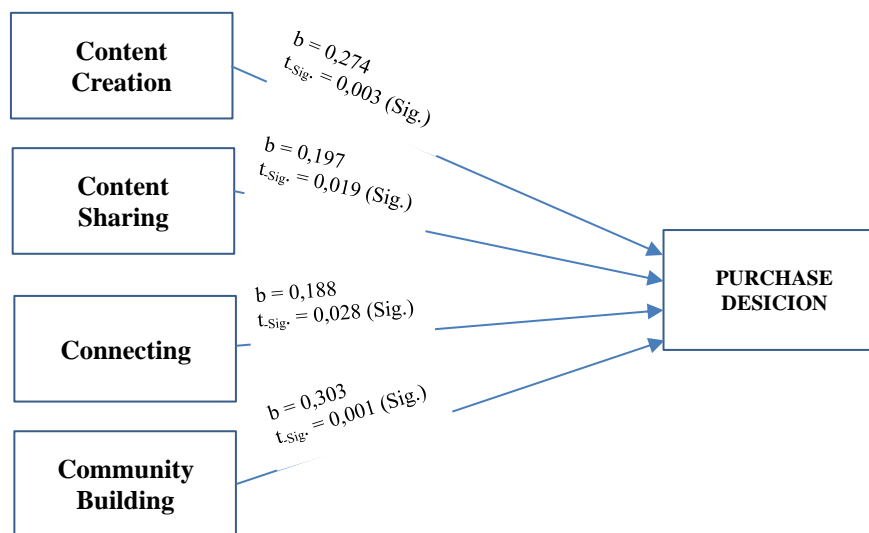 Content
Creation
b = 0,274
t-Sig. = 0,003 (Sig.)
Content
Sharing
b = 0,197
t-Sig. = 0,019 (Sig.)
Connecting
b = 0,188
t-Sig. = 0,028 (Sig.)
Community
Building
b = 0,303
t-Sig. = 0,001 (Sig.)
PURCHASE
DESICION